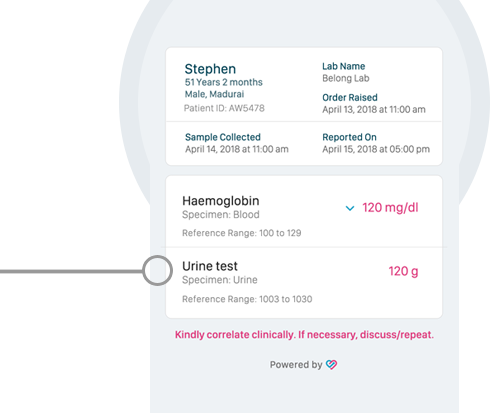 Stephen
51 Years 2 months
Male, Madurai
Patient ID: AW5478
Lab Name
Belong Lab
Order Raised
April 13, 2018 at 11:00 am
Sample Collected
April 14, 2018 at 11:00 am
Reported On
April 15, 2018 at 05:00 pm
Haemoglobin
Specimen: Blood
120 mg/dl
Reference Range: 100 to 129
Urine test
Specimen: Urine
120 g
Reference Range: 1003 to 1030
Kindly correlate clinically. If necessary, discuss/repeat.
Powered by